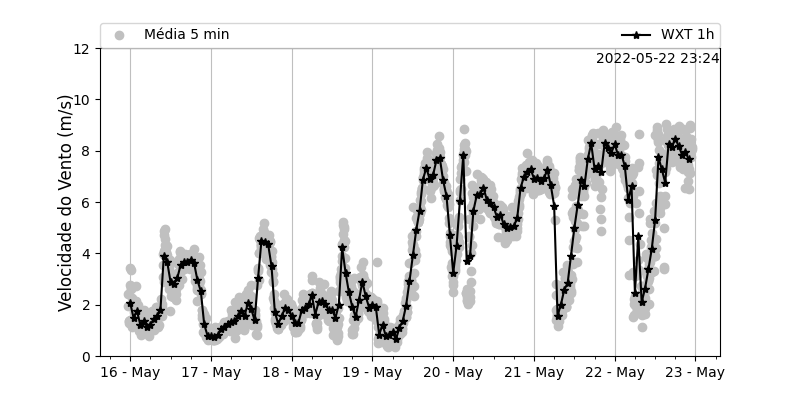 Média 5 min
WXT 1h
2022-05-22 23:24
Velocidade do Vento (m/s)
12
10
8
6
4
2
0
16 - May 17 - May 18 - May 19 - May 20 - May 21 - May 22 - May 23 - May